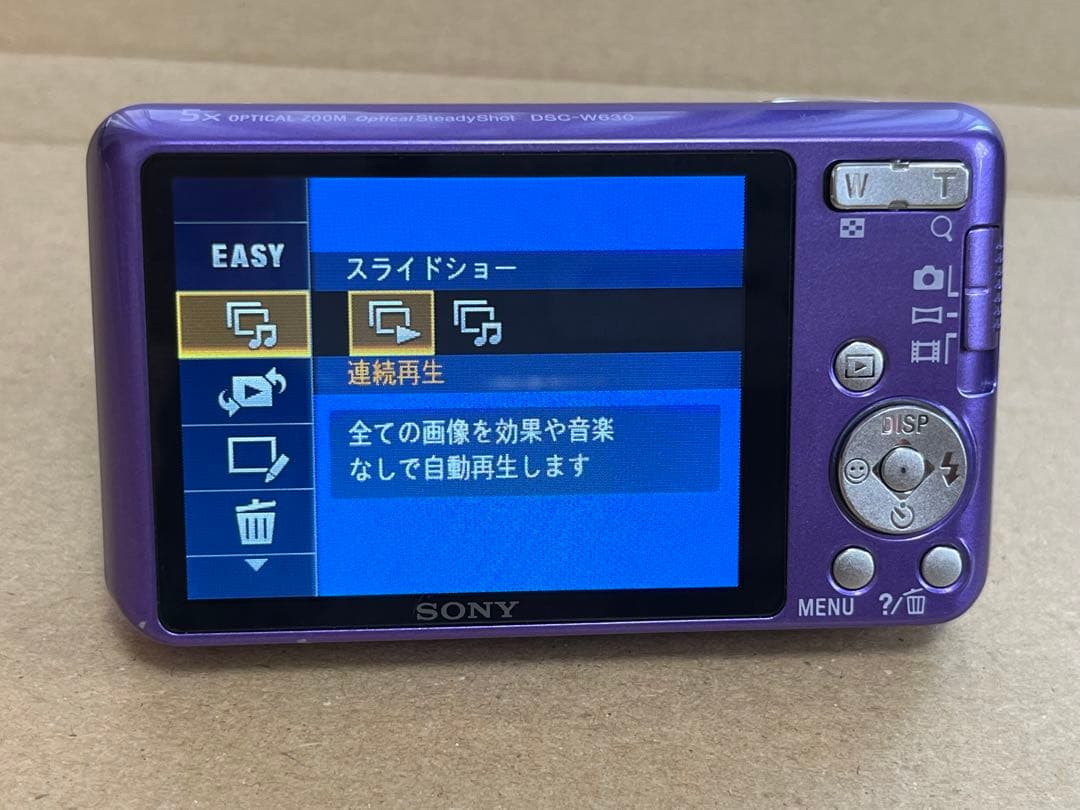 5x OPTICAL ZOOM Optical SteadyShot DSC-W630
W T
EASY
スライドショー
連続再生
全ての画像を効果や音楽
なしで自動再生します
DISP
SONY
MENU ?/